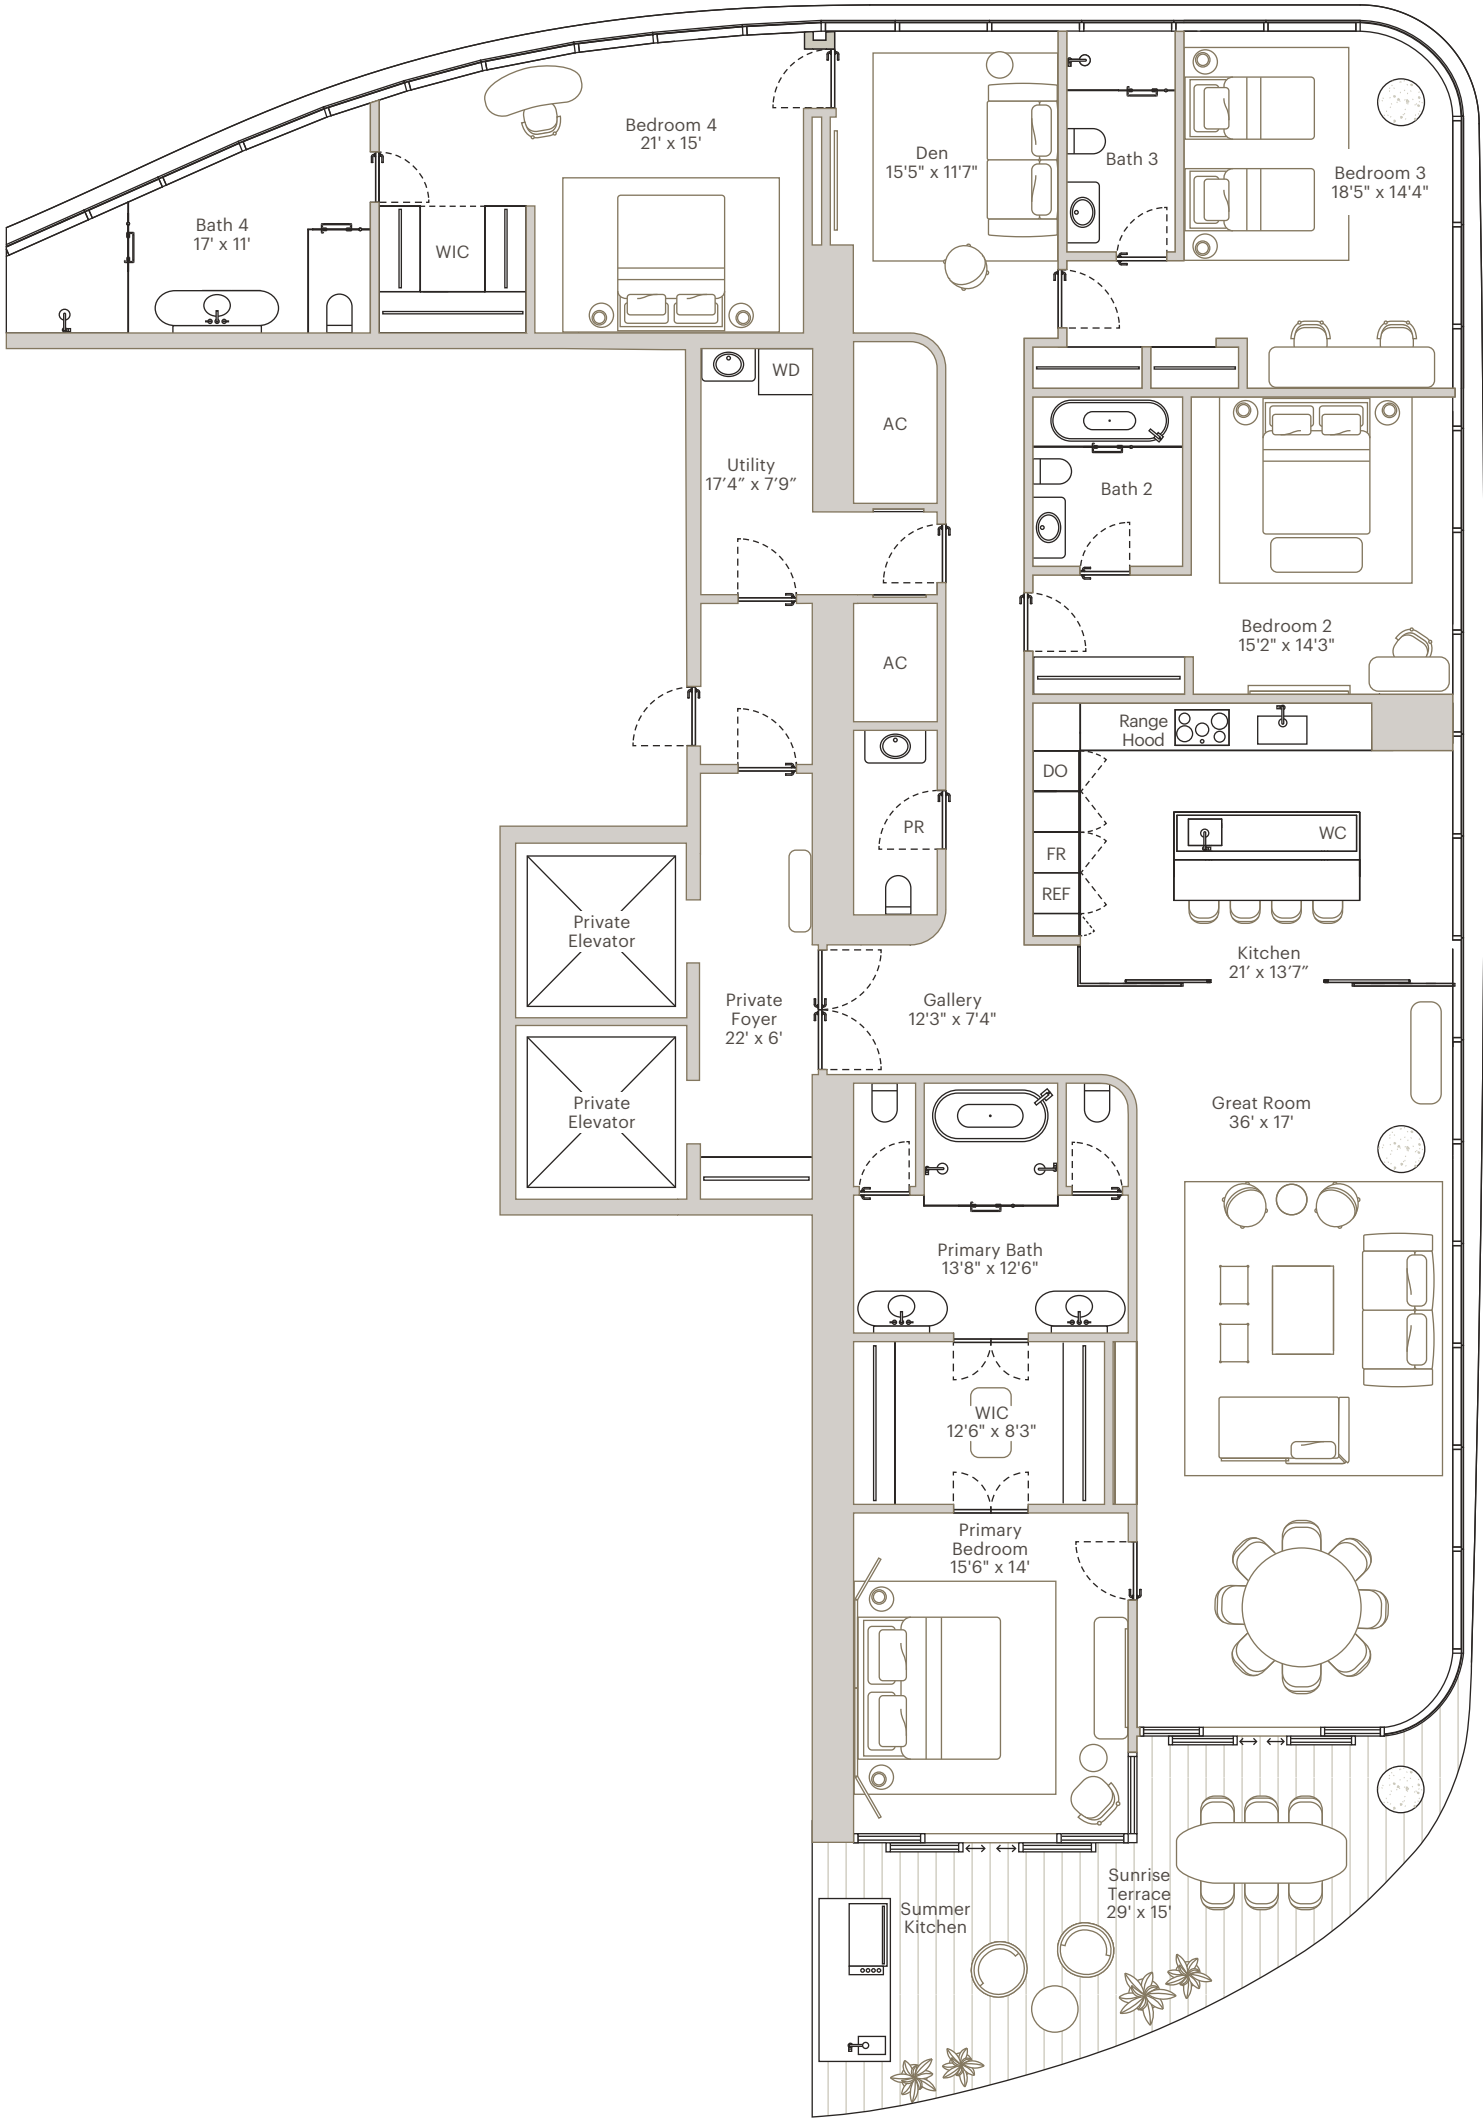 Bedroom 4
21' x 15'
Den
15'5" x 11'7"
Bath 3
Bedroom 3
18'5" x 14'4"
Bath 4
17' x 11'
WIC
WD
AC
Utility
17’4” x 7’9”
Bath 2
Bedroom 2
15'2" x 14'3"
AC
Range
Hood
DO
PR
WC
FR
REF
Private
Elevator
Kitchen
21’ x 13’7”
Private
Foyer
22' x 6'
Gallery
12'3" x 7'4"
Private
Elevator
Great Room
36' x 17'
Primary Bath
13'8" x 12'6"
WIC
12'6" x 8'3"
Primary
Bedroom
15'6" x 14'
Sunrise
Terrace
29' x 15'
Summer
Kitchen